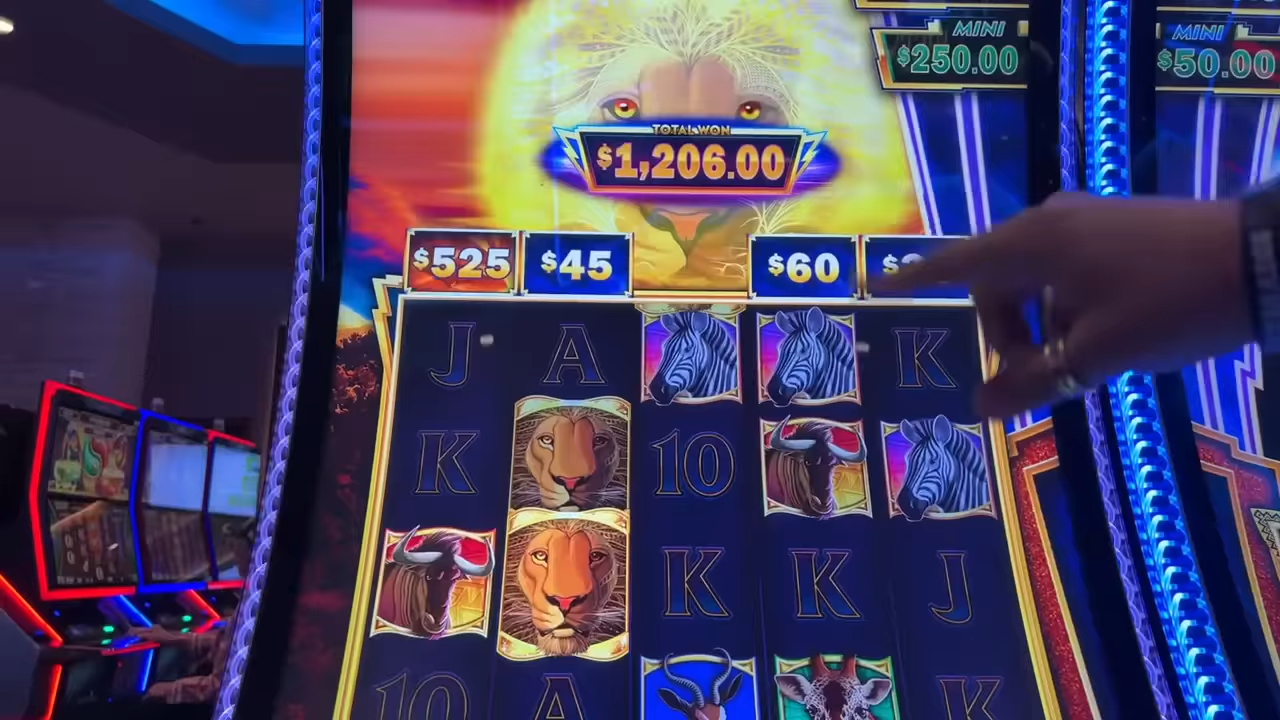 MINI
$250.00
MINI
$50.00
TOTAL WON
$1,206.00
$525 $45 $60
J A K
K 10
K K J
10 A K